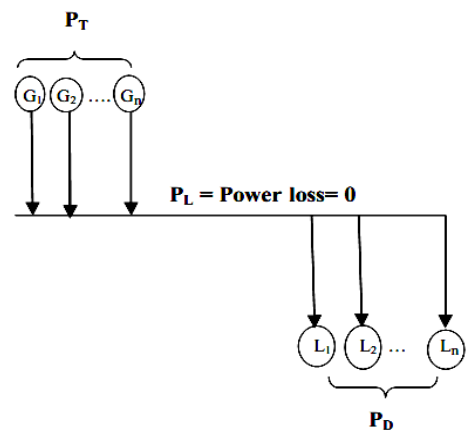 P_T
G_1 G_2 .... G_n
P_L = Power loss= 0
L_1 L_2 ... L_n
P_D